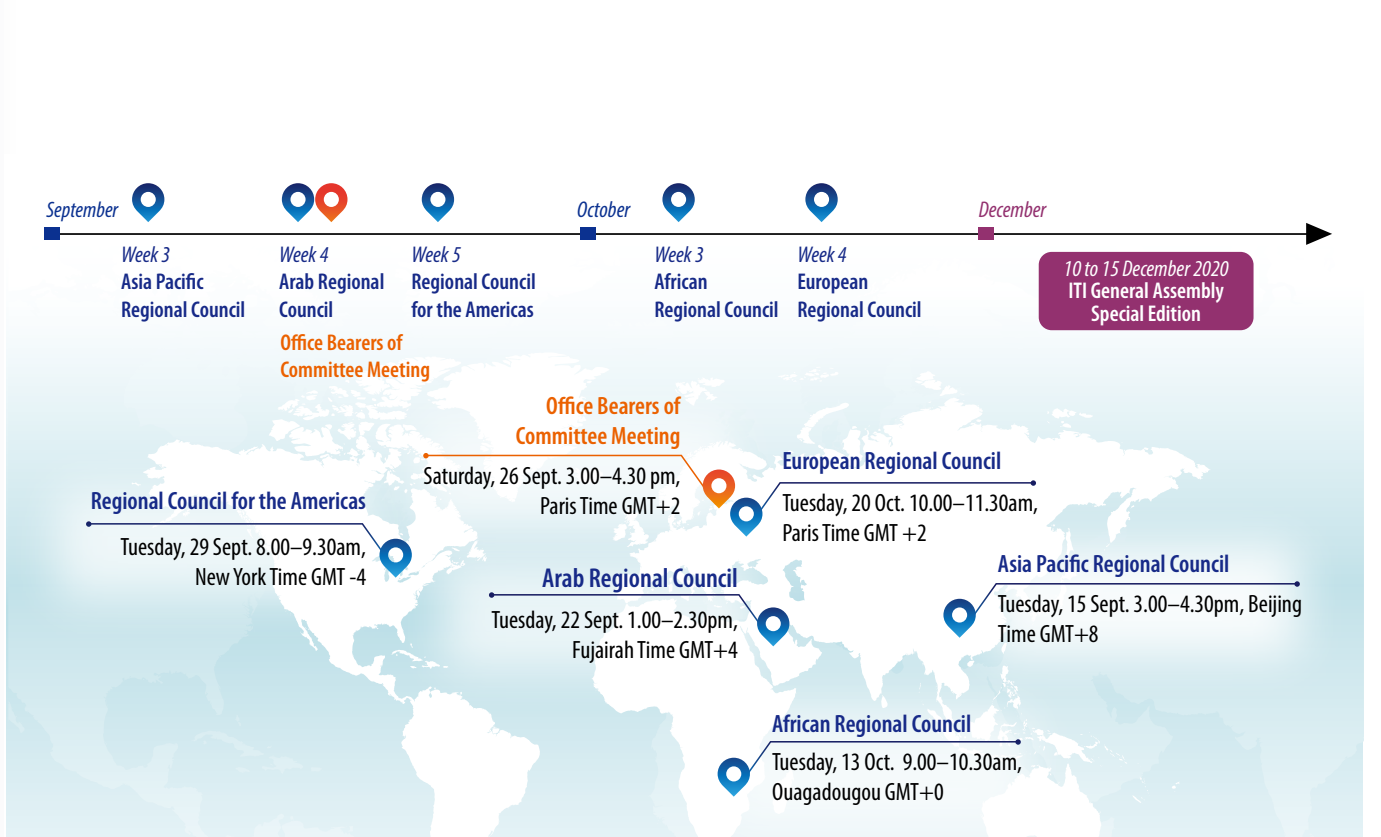 September
October
December
Week 3
Asia Pacific
Regional Council
Week 4
Arab Regional
Council
Office Bearers of
Committee Meeting
Week 5
Regional Council
for the Americas
Week 3
African
Regional Council
Week 4
European
Regional Council
10 to 15 December 2020
ITI General Assembly
Special Edition
Office Bearers of
Committee Meeting
Saturday, 26 Sept. 3.00–4.30 pm,
Paris Time GMT+2
European Regional Council
Tuesday, 20 Oct. 10.00–11.30am,
Paris Time GMT +2
Regional Council for the Americas
Tuesday, 29 Sept. 8.00–9.30am,
New York Time GMT -4
Arab Regional Council
Tuesday, 22 Sept. 1.00–2.30pm,
Fujairah Time GMT+4
Asia Pacific Regional Council
Tuesday, 15 Sept. 3.00–4.30pm, Beijing
Time GMT+8
African Regional Council
Tuesday, 13 Oct. 9.00–10.30am,
Ouagadougou GMT+0